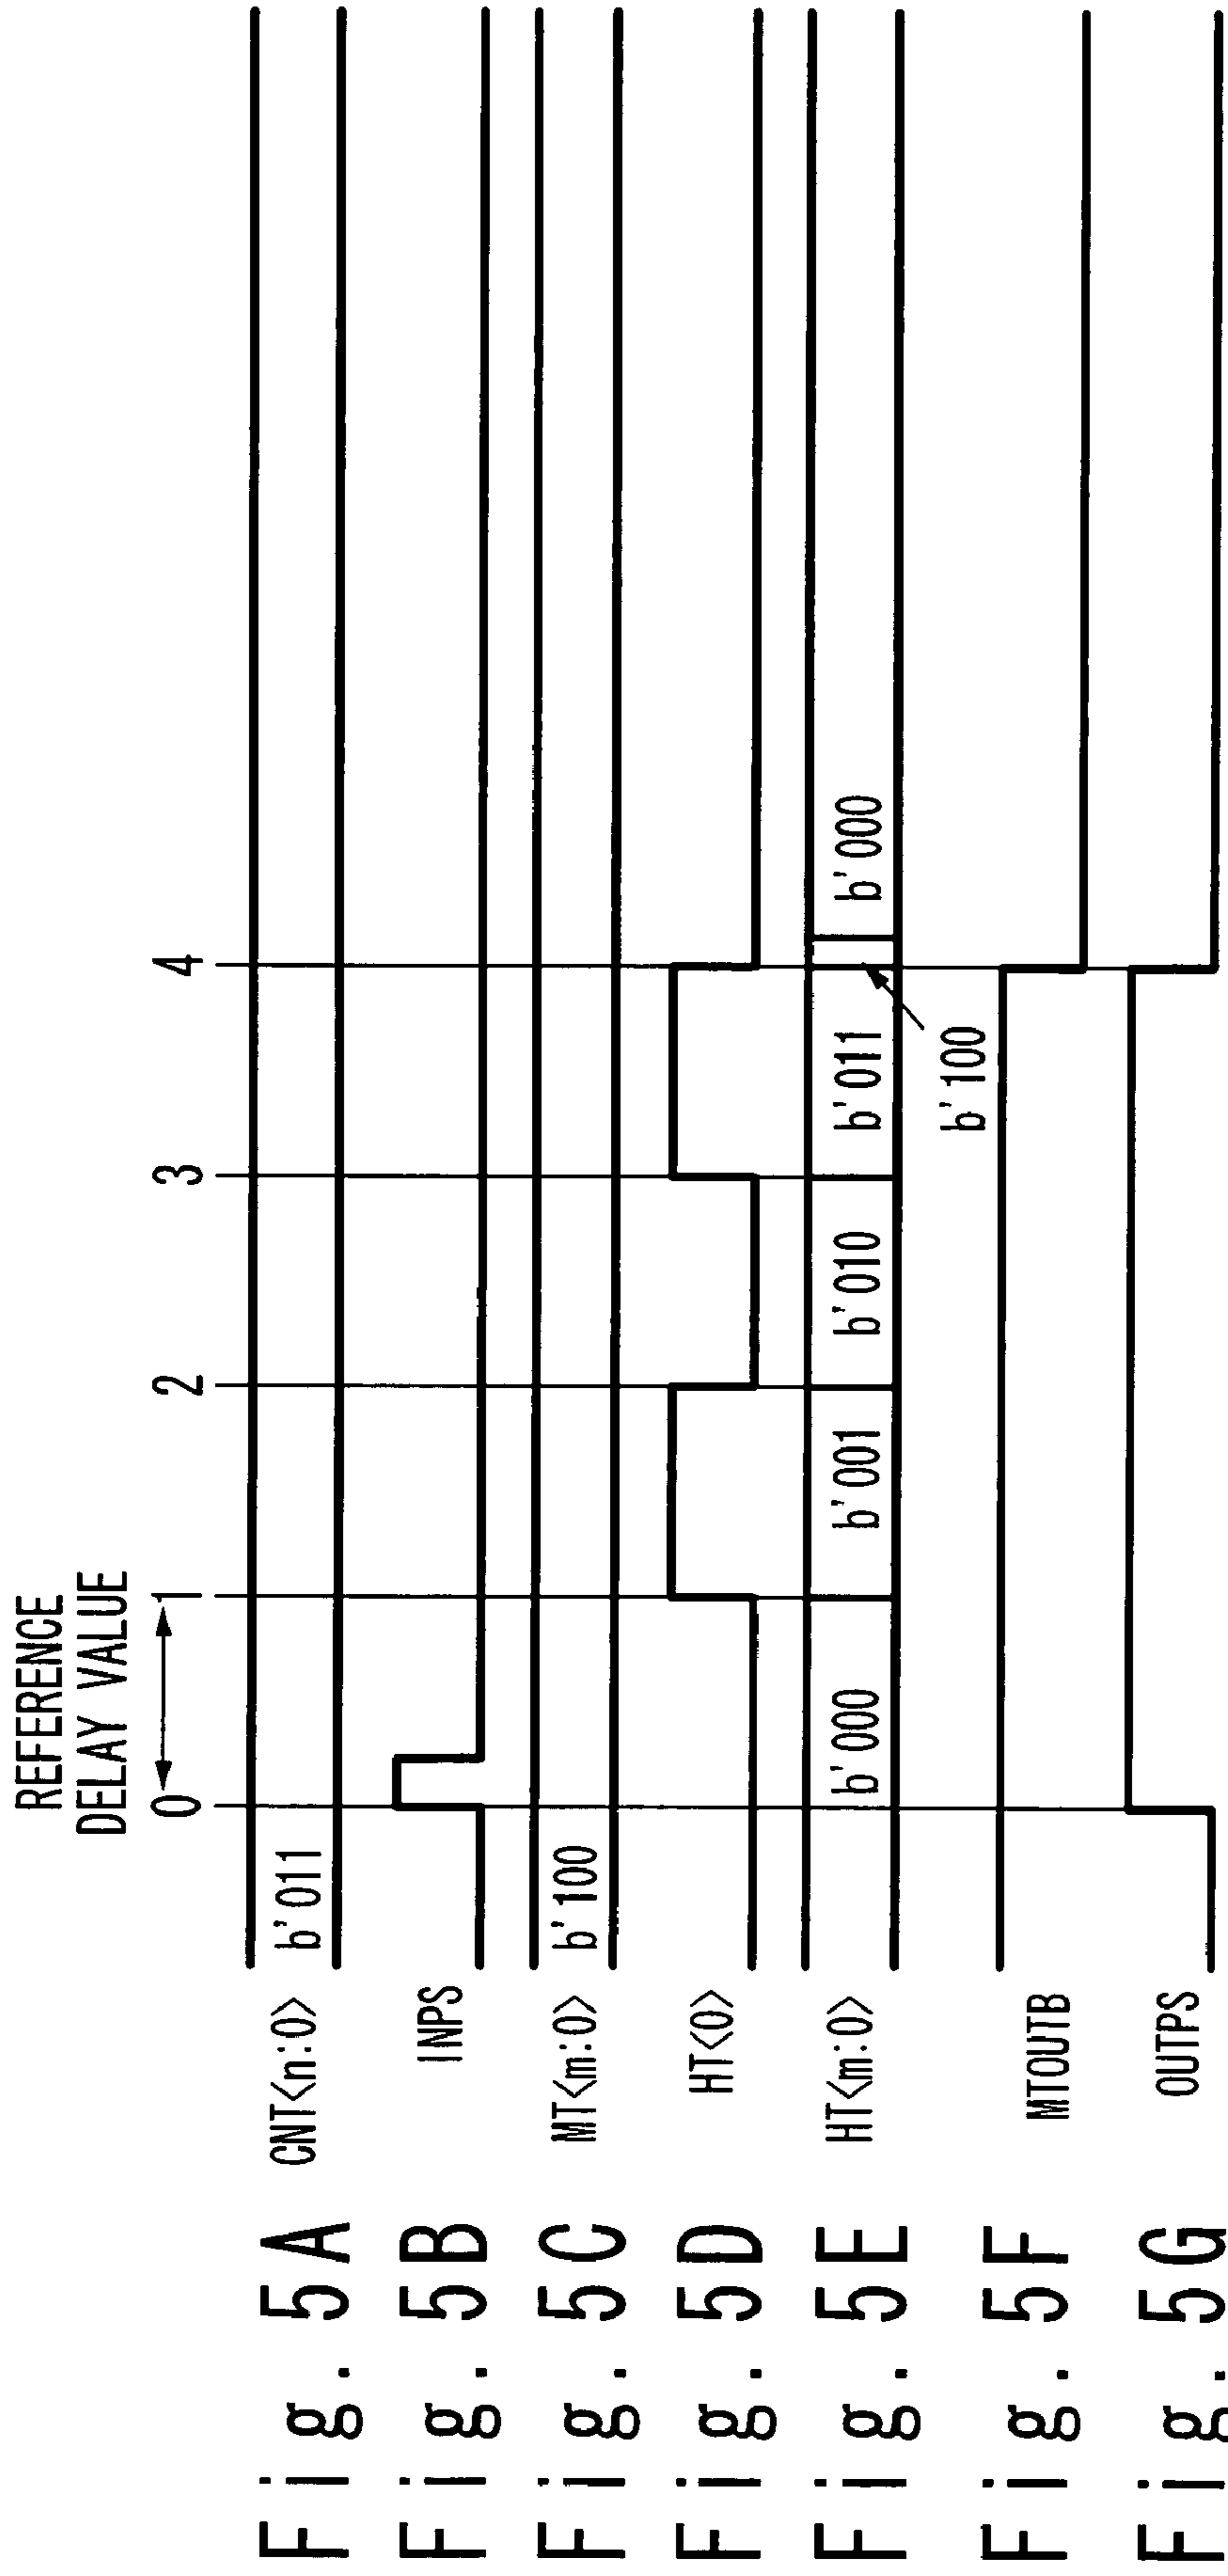 REFERENCE
DELAY VALUE
0 1 2 3 4
Fig. 5A CNT<n:0> b'011
Fig. 5B INPS
Fig. 5C MT<m:0> b'100
Fig. 5D HT<0>
Fig. 5E HT<m:0> b'000 b'001 b'010 b'011 b'000
b'100
Fig. 5F MTOUTB
Fig. 5G OUTPS